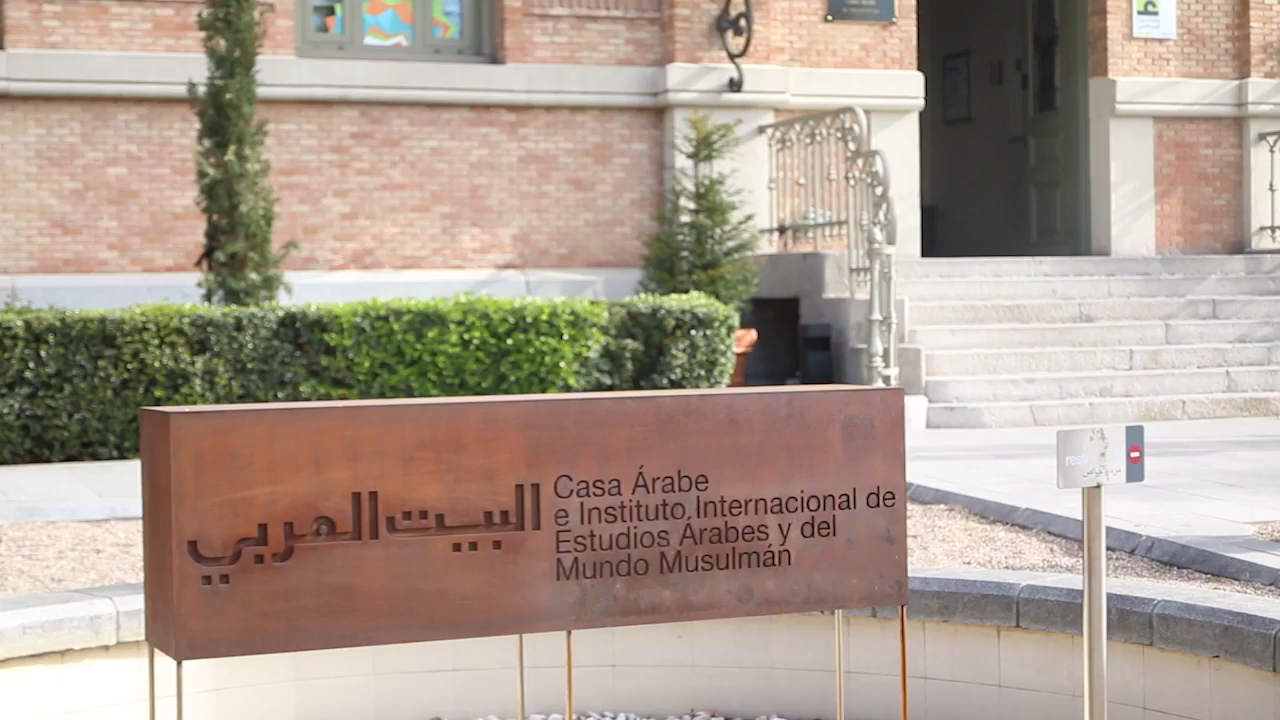 البيت العربي
Casa Árabe
e Instituto Internacional de
Estudios Árabes y del
Mundo Musulmán